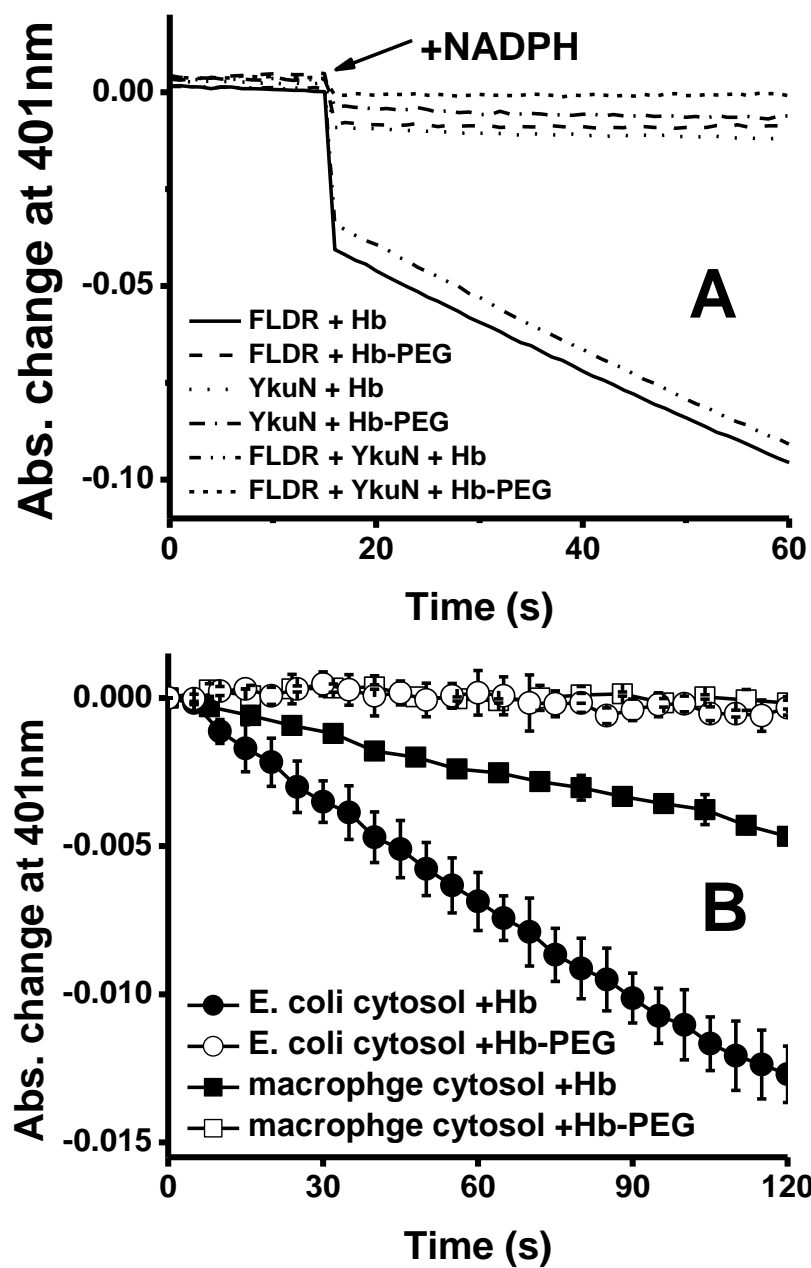 +NADPH
Abs. change at 401nm
0.00
-0.05
-0.10
A
FLDR + Hb
FLDR + Hb-PEG
YkuN + Hb
YkuN + Hb-PEG
FLDR + YkuN + Hb
FLDR + YkuN + Hb-PEG
0 20 40 60
Time (s)
Abs. change at 401nm
0.000
-0.005
-0.010
-0.015
B
E. coli cytosol +Hb
E. coli cytosol +Hb-PEG
macrophge cytosol +Hb
macrophge cytosol +Hb-PEG
0 30 60 90 120
Time (s)